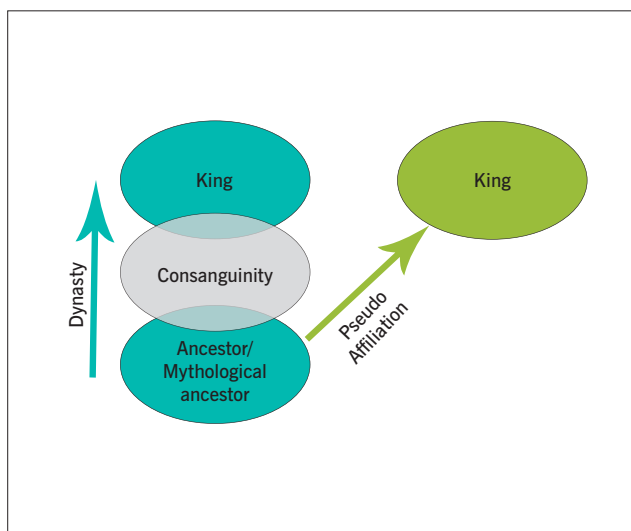 King
King
Consanguinity
Dynasty
Pseudo
Affiliation
Ancestor/
Mythological
ancestor